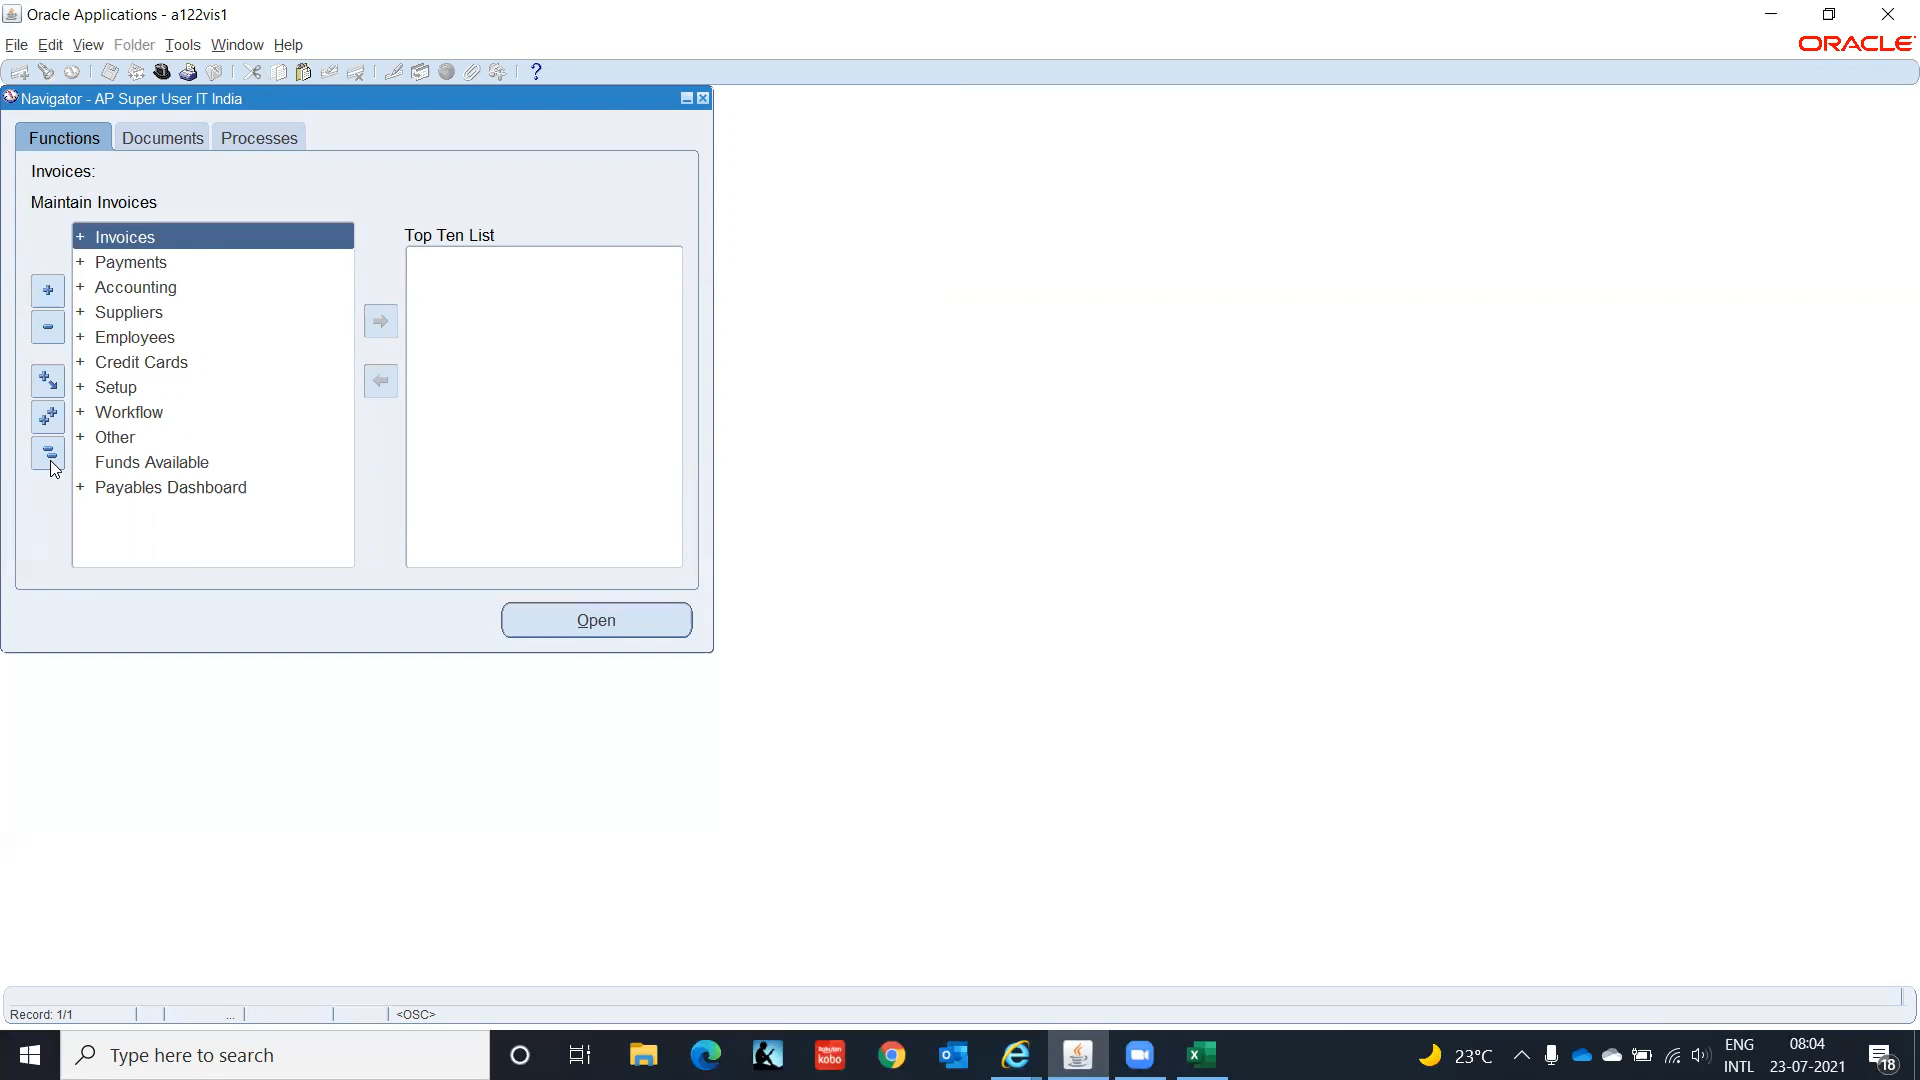 Oracle Applications - a122vis1
File Edit View Folder Tools Window Help
ORACLE
Navigator - AP Super User IT India
Functions Documents Processes
Invoices:
Maintain Invoices
Top Ten List
+ Invoices
+ Payments
+ Accounting
+ Suppliers
+ Employees
+ Credit Cards
+ Setup
+ Workflow
+ Other
Funds Available
+ Payables Dashboard
Open
Record: 1/1 ... <OSC>
Type here to search
Rakuten kobo
23°C
ENG
INTL
08:04
23-07-2021
18